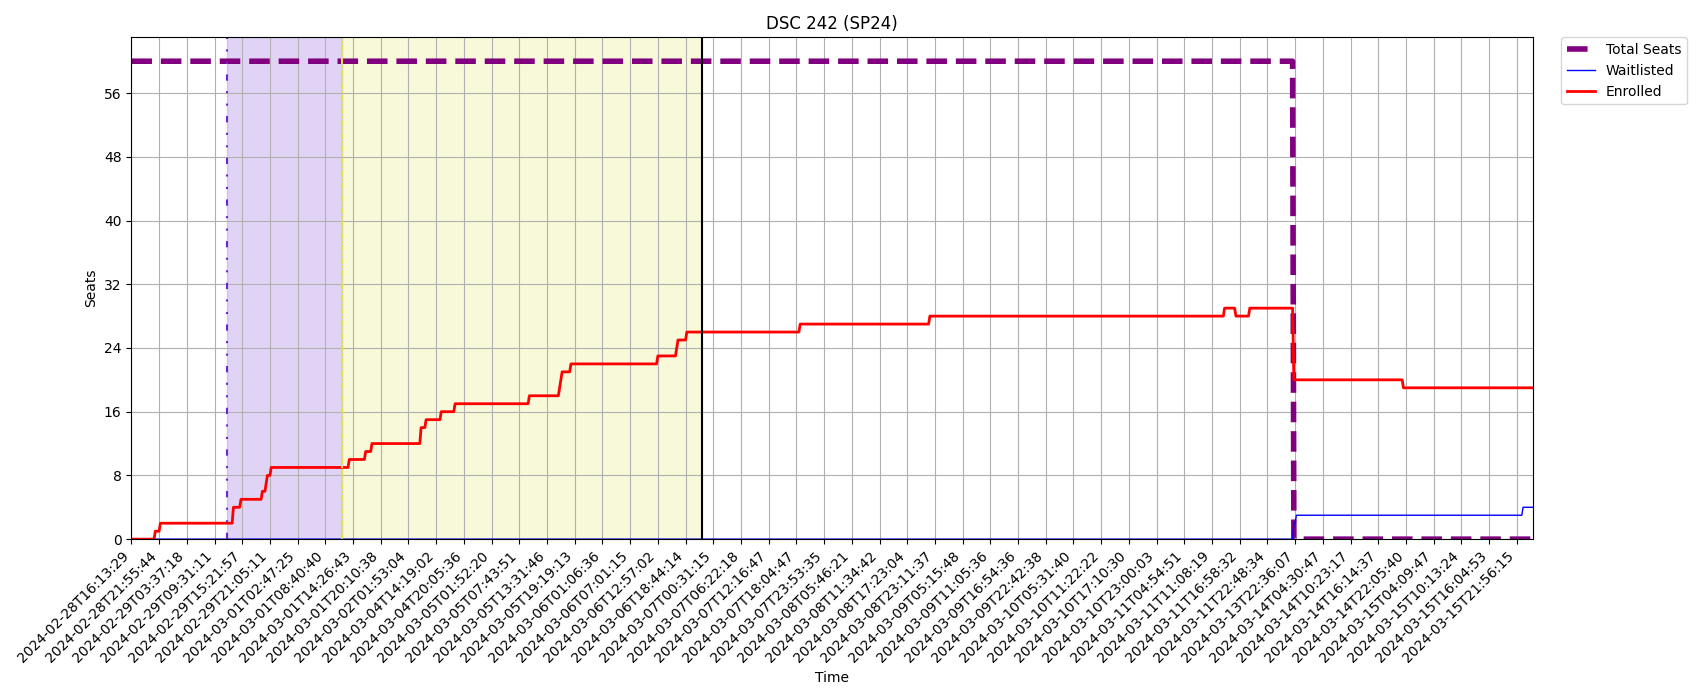 DSC 242 (SP24)
Total Seats
Waitlisted
Enrolled
56
48
40
32
24
16
8
0
Seats
2024-02-28T16:13:29
2024-02-28T21:55:44
2024-02-29T03:37:18
2024-02-29T09:31:11
2024-02-29T15:21:57
2024-02-29T21:05:11
2024-03-01T02:47:25
2024-03-01T08:40:40
2024-03-01T14:26:43
2024-03-01T20:10:38
2024-03-02T01:53:04
2024-03-04T14:19:02
2024-03-04T20:05:36
2024-03-05T01:52:20
2024-03-05T07:43:51
2024-03-05T13:31:46
2024-03-05T19:19:13
2024-03-06T01:06:36
2024-03-06T07:01:15
2024-03-06T12:57:02
2024-03-06T18:44:14
2024-03-07T00:31:15
2024-03-07T06:22:18
2024-03-07T12:16:47
2024-03-07T18:04:47
2024-03-07T23:53:35
2024-03-08T05:46:21
2024-03-08T11:34:42
2024-03-08T17:23:04
2024-03-08T23:11:37
2024-03-09T05:15:48
2024-03-09T11:05:36
2024-03-09T16:54:36
2024-03-09T22:42:38
2024-03-10T05:31:40
2024-03-10T11:22:22
2024-03-10T17:10:30
2024-03-10T23:00:03
2024-03-11T04:54:51
2024-03-11T11:08:19
2024-03-11T16:58:32
2024-03-11T22:48:34
2024-03-13T22:36:07
2024-03-14T04:30:47
2024-03-14T10:23:17
2024-03-14T16:14:37
2024-03-14T22:05:40
2024-03-15T04:09:47
2024-03-15T10:13:24
2024-03-15T16:04:53
2024-03-15T21:56:15
Time